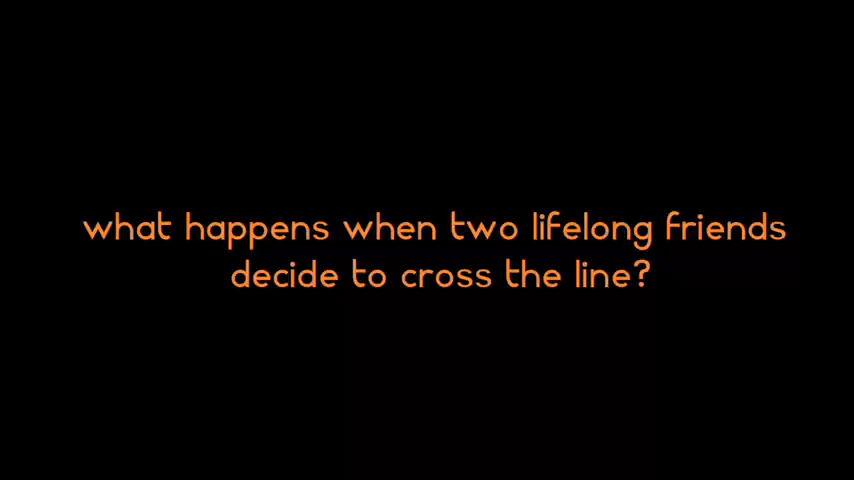 what happens when two lifelong friends
decide to cross the line?